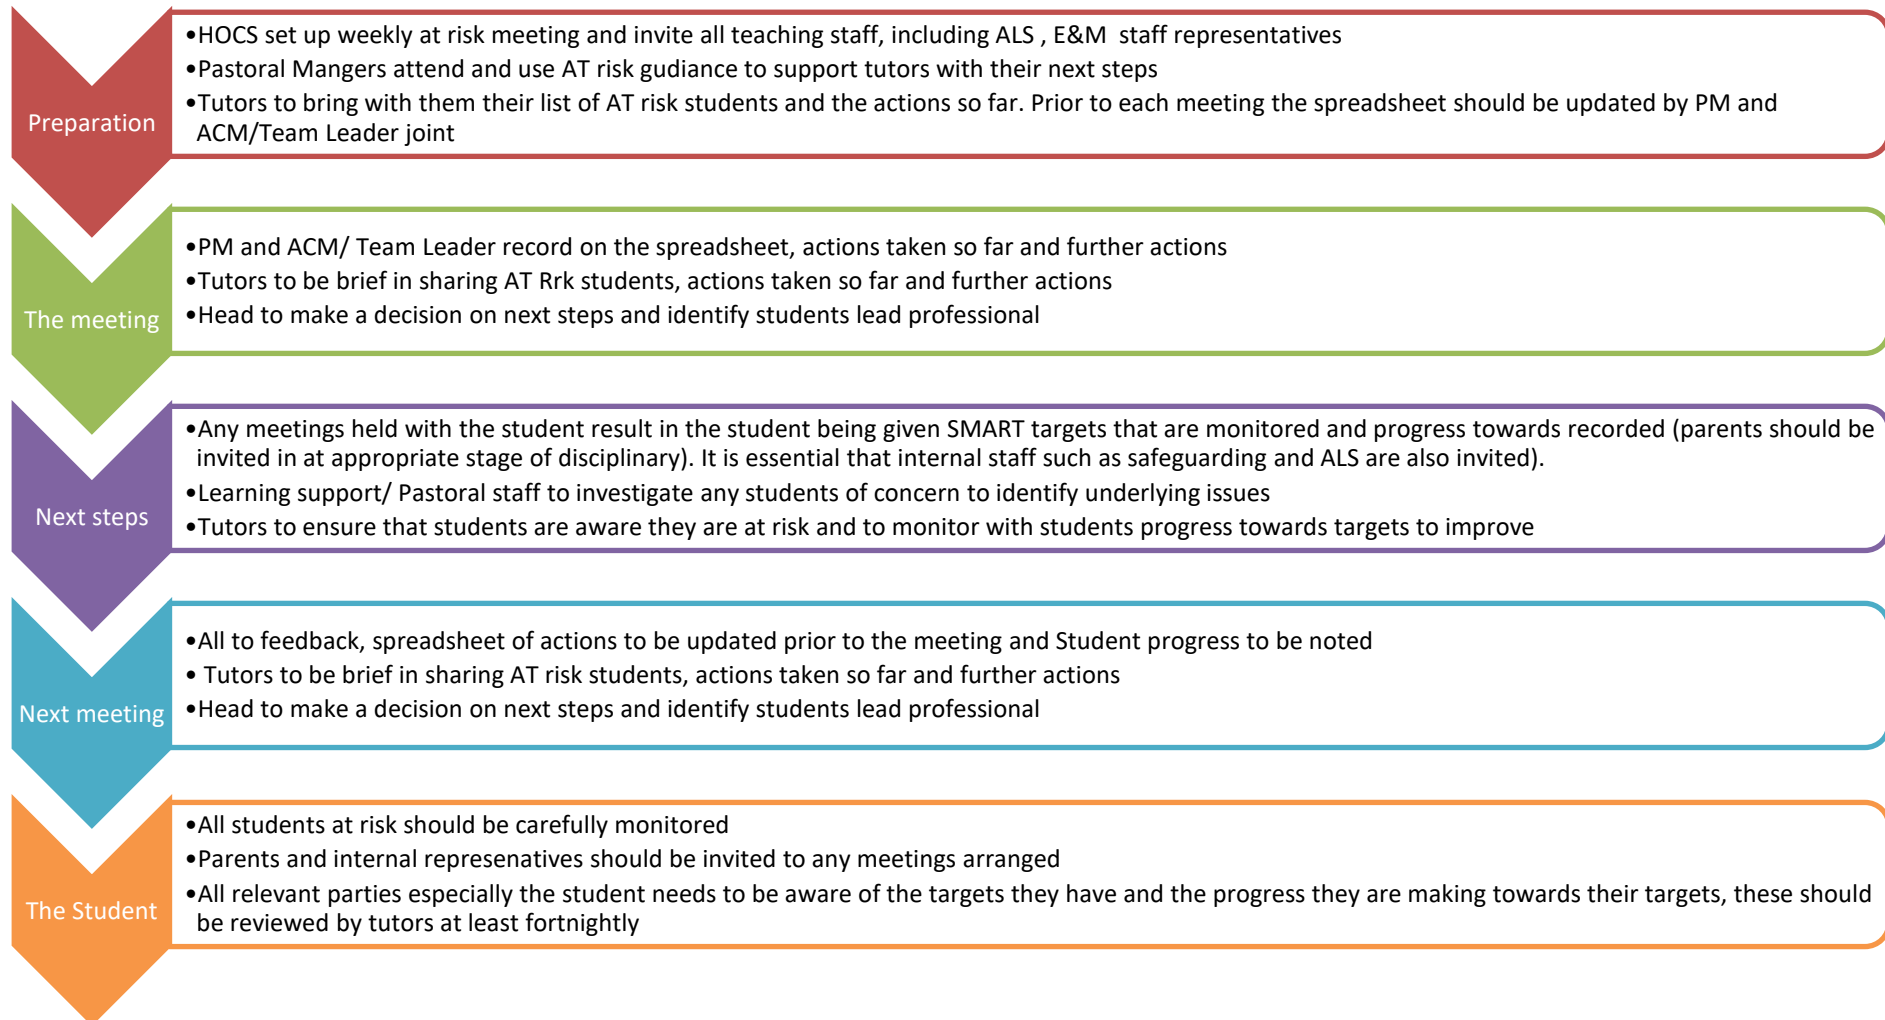 Preparation
•HOCS set up weekly at risk meeting and invite all teaching staff, including ALS , E&M  staff representatives
•Pastoral Mangers attend and use AT risk gudiance to support tutors with their next steps
•Tutors to bring with them their list of AT risk students and the actions so far. Prior to each meeting the spreadsheet should be updated by PM and
ACM/Team Leader joint
The meeting
•PM and ACM/ Team Leader record on the spreadsheet, actions taken so far and further actions
•Tutors to be brief in sharing AT Rrk students, actions taken so far and further actions
•Head to make a decision on next steps and identify students lead professional
Next steps
•Any meetings held with the student result in the student being given SMART targets that are monitored and progress towards recorded (parents should be
invited in at appropriate stage of disciplinary). It is essential that internal staff such as safeguarding and ALS are also invited).
•Learning support/ Pastoral staff to investigate any students of concern to identify underlying issues
•Tutors to ensure that students are aware they are at risk and to monitor with students progress towards targets to improve
Next meeting
•All to feedback, spreadsheet of actions to be updated prior to the meeting and Student progress to be noted
• Tutors to be brief in sharing AT risk students, actions taken so far and further actions
•Head to make a decision on next steps and identify students lead professional
The Student
•All students at risk should be carefully monitored
•Parents and internal represenatives should be invited to any meetings arranged
•All relevant parties especially the student needs to be aware of the targets they have and the progress they are making towards their targets, these should
be reviewed by tutors at least fortnightly